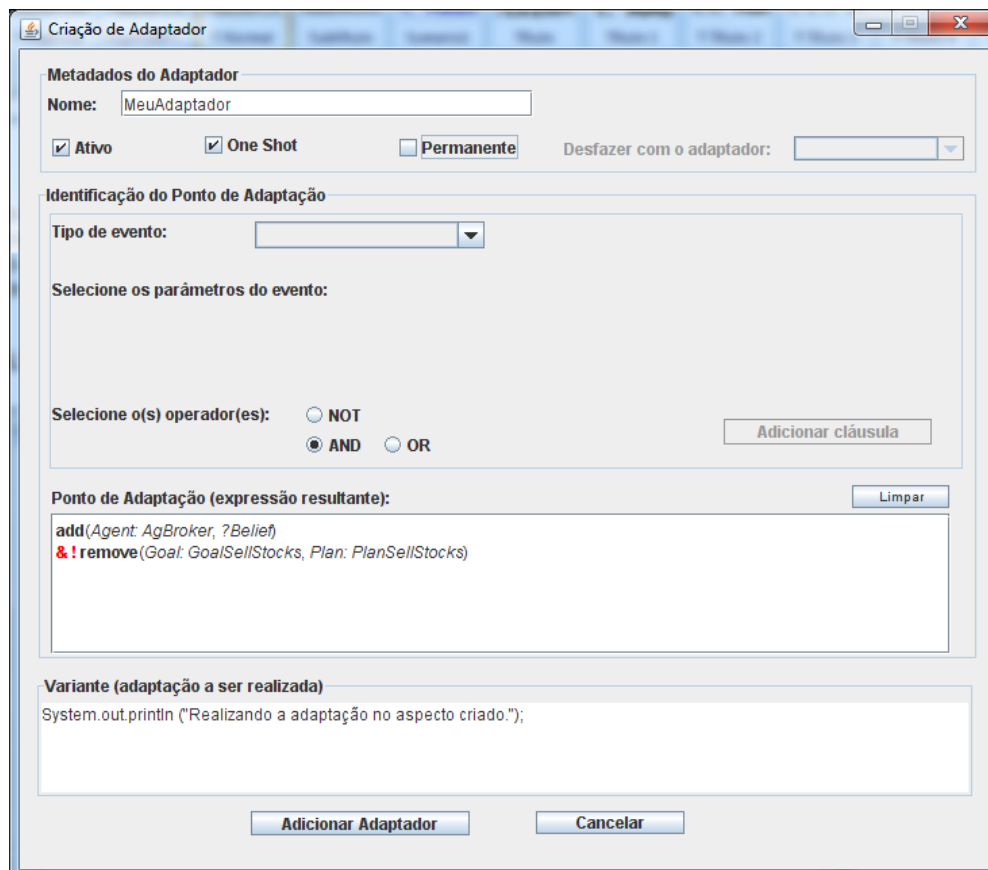 Criação de Adaptador
Metadados do Adaptador
Nome: MeuAdaptador
Ativo One Shot Permanente Desfazer com o adaptador:
Identificação do Ponto de Adaptação
Tipo de evento:
Selecione os parâmetros do evento:
Selecione o(s) operador(es): NOT
AND OR Adicionar cláusula
Ponto de Adaptação (expressão resultante): Limpar
add(Agent: AgBroker, ?Belief)
& ! remove(Goal: GoalSellStocks, Plan: PlanSellStocks)
Variante (adaptação a ser realizada)
System.out.println ("Realizando a adaptação no aspecto criado.");
Adicionar Adaptador Cancelar